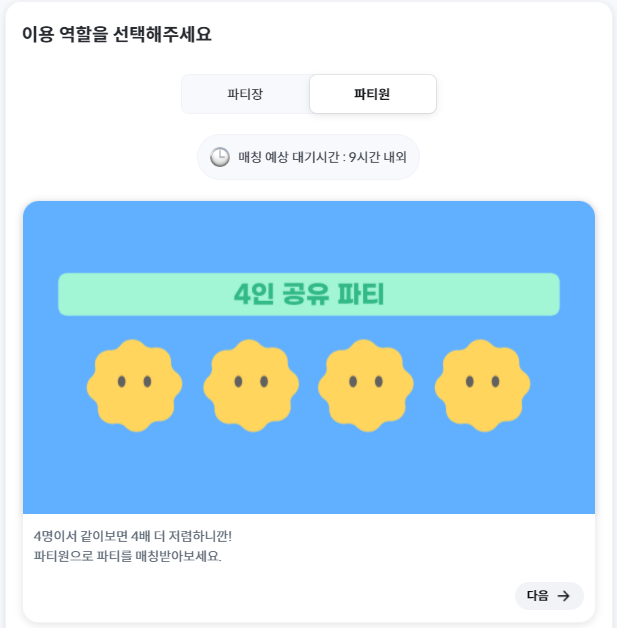 이용 역할을 선택해주세요
파티장 파티원
매칭 예상 대기시간 : 9시간 내외
4인 공유 파티
4명이서 같이보면 4배 더 저렴하니깐!
파티원으로 파티를 매칭받아보세요.
다음 →